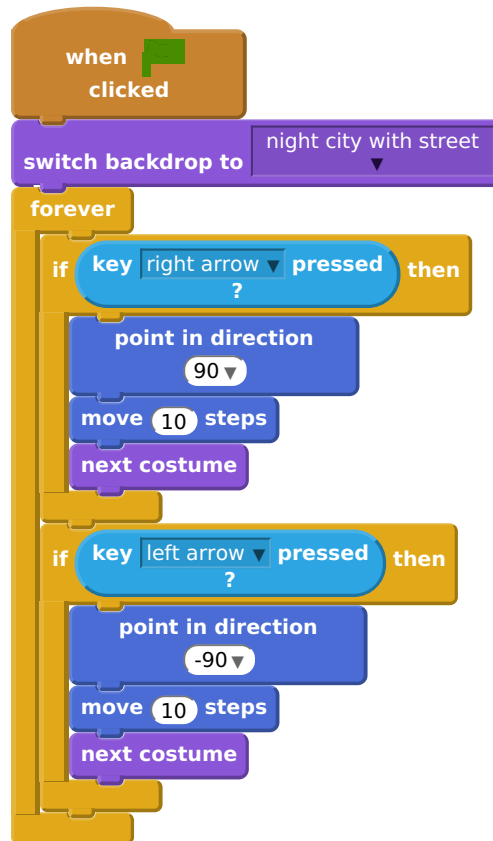 when
clicked
switch backdrop to night city with street ▼
forever
if key right arrow ▼ pressed ? then
point in direction
90 ▼
move 10 steps
next costume
if key left arrow ▼ pressed ? then
point in direction
-90 ▼
move 10 steps
next costume